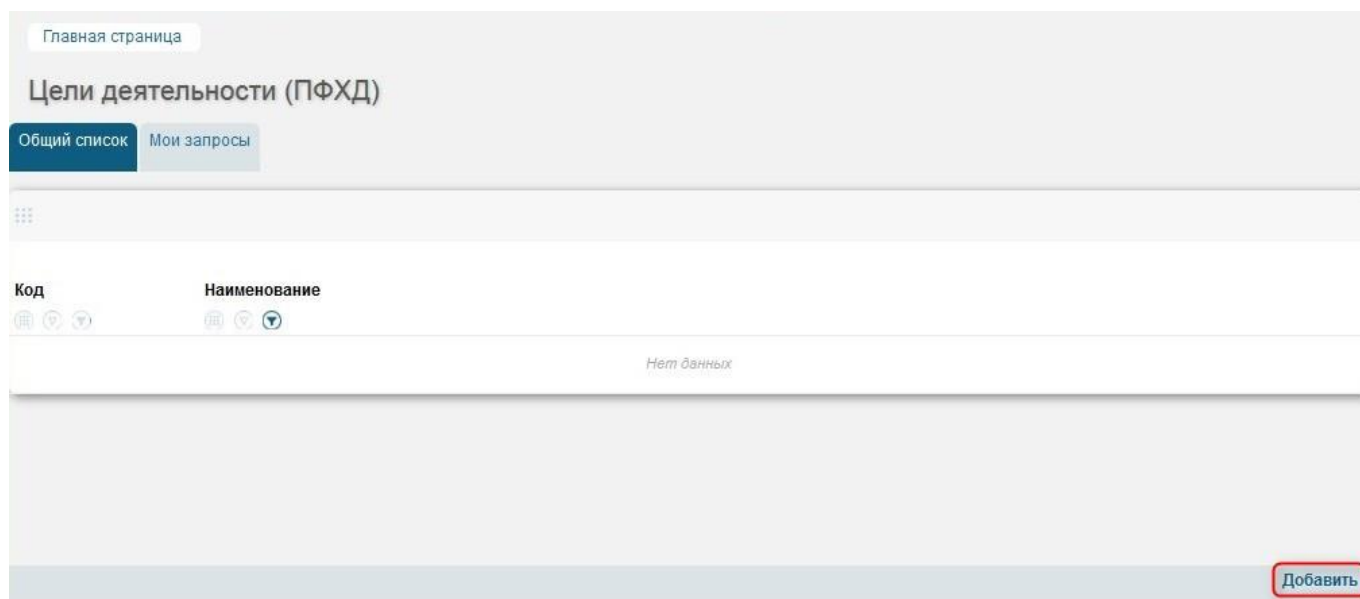 Главная страница
Цели деятельности (ПФХД)
Общий список Мои запросы
Код Наименование
Нет данных
Добавить